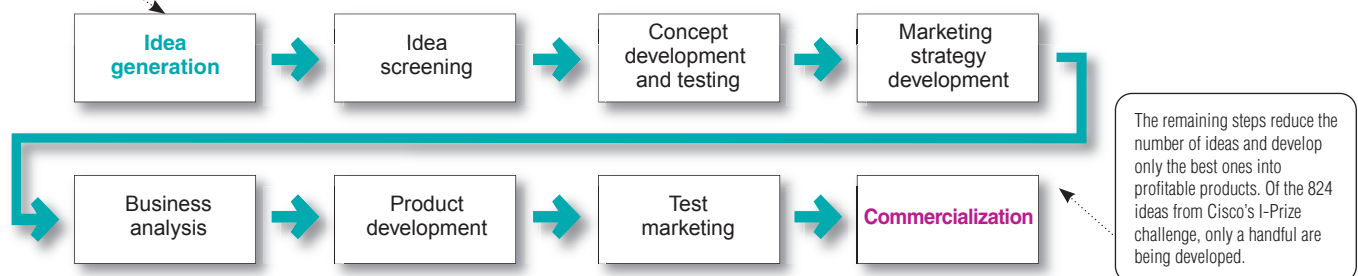 Idea
generation
Idea
screening
Concept
development
and testing
Marketing
strategy
development
Business
analysis
Product
development
Test
marketing
Commercialization
The remaining steps reduce the
number of ideas and develop
only the best ones into
profitable products. Of the 824
ideas from Cisco’s I-Prize
challenge, only a handful are
being developed.